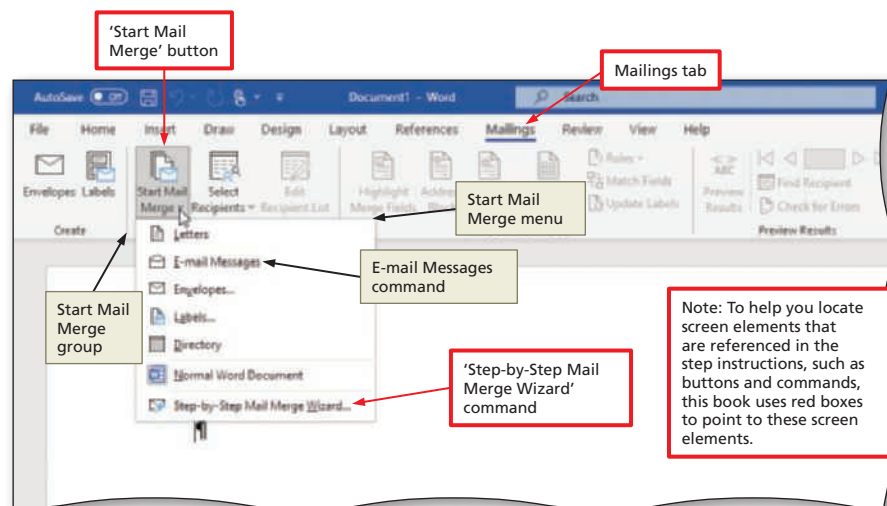 'Start Mail
Merge' button
Mailings tab
AutoSave Off
Document1 - Word
Search
File Home Insert Draw Design Layout References Mailings Review View Help
Envelopes Labels
Start Mail
Merge
Select
Recipients
Edit
Recipient List
Highlight
Merge Fields
Address
Block
Rules
Match Fields
Update Labels
ABC
Preview
Results
Find Recipient
Check for Errors
Create
Preview Results
Start Mail
Merge menu
Letters
E-mail Messages
Envelopes...
Labels...
Directory
Normal Word Document
Step-by-Step Mail Merge Wizard...
E-mail Messages
command
Start Mail
Merge
group
'Step-by-Step Mail
Merge Wizard'
command
Note: To help you locate
screen elements that
are referenced in the
step instructions, such as
buttons and commands,
this book uses red boxes
to point to these screen
elements.
¶